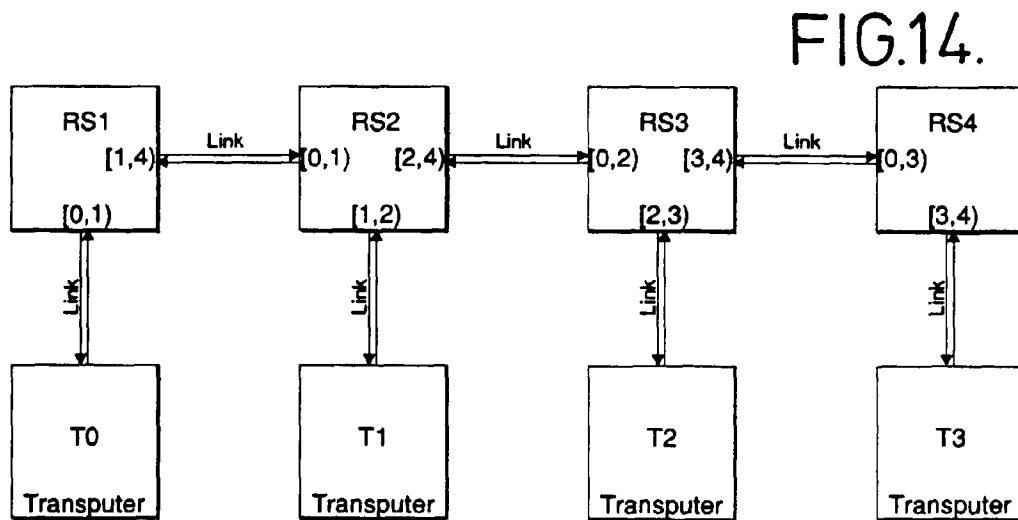 FIG.14.
RS1 RS2 RS3 RS4
Link Link Link
[1,4) [0,1) [2,4) [0,2) [3,4) [0,3)
[0,1) [1,2) [2,3) [3,4)
Link Link Link Link
T0 T1 T2 T3
Transputer Transputer Transputer Transputer